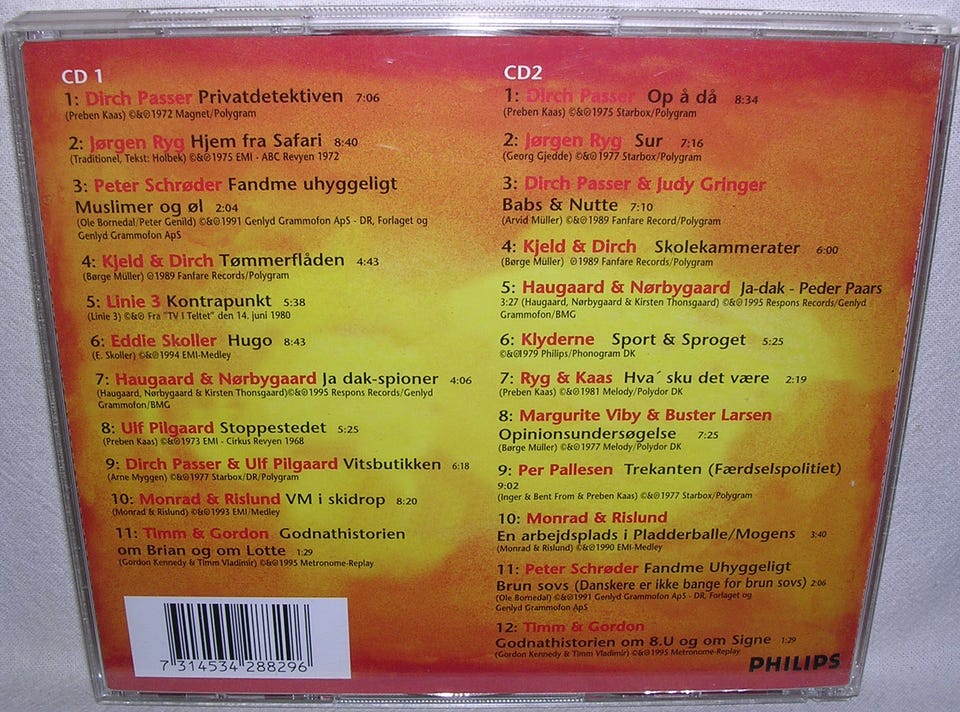 CD 1
1: Dirch Passer Privatdetektiven 7:06
(Preben Kaas) ©&℗1972 Magnet/Polygram
2: Jørgen Ryg Hjem fra Safari 8:40
(Traditionel, Tekst: Holbek) ©&℗1975 EMI - ABC Revyen 1972
3: Peter Schrøder Fandme uhyggeligt
Muslimer og øl 2:04
(Ole Bornedal/Peter Genild) ©&℗1991 Genlyd Grammofon ApS - DR, Forlaget og
Genlyd Grammofon ApS
4: Kjeld & Dirch Tømmerflåden 4:43
(Børge Müller) ℗1989 Fanfare Records/Polygram
5: Linie 3 Kontrapunkt 5:38
(Linie 3) ©&℗ Fra "TV I Teltet" den 14. juni 1980
6: Eddie Skoller Hugo 8:43
(E. Skoller) ©&℗1994 EMI-Medley
7: Haugaard & Nørbygaard Ja dak-spioner 4:06
(Haugaard, Nørbygaard & Kirsten Thonsgaard)©&℗1995 Respons Records/Genlyd
Grammofon/BMG
8: Ulf Pilgaard Stoppestedet 5:25
(Preben Kaas) ©&℗1973 EMI - Cirkus Revyen 1968
9: Dirch Passer & Ulf Pilgaard Vitsbutikken 6:18
(Arne Myggen) ©&℗1977 Starbox/DR/Polygram
10: Monrad & Rislund VM i skidrop 8:20
(Monrad & Rislund) ©&℗1993 EMI/Medley
11: Timm & Gordon Godnathistorien
om Brian og om Lotte 1:29
(Gordon Kennedy & Timm Vladimir) ©&℗1995 Metronome-Replay
7 314534 288296
CD2
1: Dirch Passer Op å då 8:34
(Preben Kaas) ©&℗1975 Starbox/Polygram
2: Jørgen Ryg Sur 7:16
(Georg Gjedde) ©&℗1977 Starbox/Polygram
3: Dirch Passer & Judy Gringer
Babs & Nutte 7:10
(Arvid Müller) ©&℗1989 Fanfare Record/Polygram
4: Kjeld & Dirch Skolekammerater 6:00
(Børge Müller) ℗1989 Fanfare Records/Polygram
5: Haugaard & Nørbygaard Ja-dak - Peder Paars
3:27 (Haugaard, Nørbygaard & Kirsten Thonsgaard) ©&℗1995 Respons Records/Genlyd
Grammofon/BMG
6: Klyderne Sport & Sproget 5:25
©&℗1979 Philips/Phonogram DK
7: Ryg & Kaas Hva´ sku det være 2:19
(Preben Kaas) ©&℗1981 Melody/Polydor DK
8: Margurite Viby & Buster Larsen
Opinionsundersøgelse 7:25
(Børge Müller) ©&℗1977 Melody/Polydor DK
9: Per Pallesen Trekanten (Færdselspolitiet)
9:02
(Inger & Bent From & Preben Kaas) ©&℗1977 Starbox/Polygram
10: Monrad & Rislund
En arbejdsplads i Pladderballe/Mogens 3:40
(Monrad & Rislund) ©&℗1990 EMI-Medley
11: Peter Schrøder Fandme Uhyggeligt
Brun sovs (Danskere er ikke bange for brun sovs) 2:06
(Ole Bornedal) ©&℗1991 Genlyd Grammofon ApS - DR, Forlaget og
Genlyd Grammofon ApS
12: Timm & Gordon
Godnathistorien om 8.U og om Signe 1:29
(Gordon Kennedy & Timm Vladimir) ©&℗1995 Metronome-Replay
PHILIPS